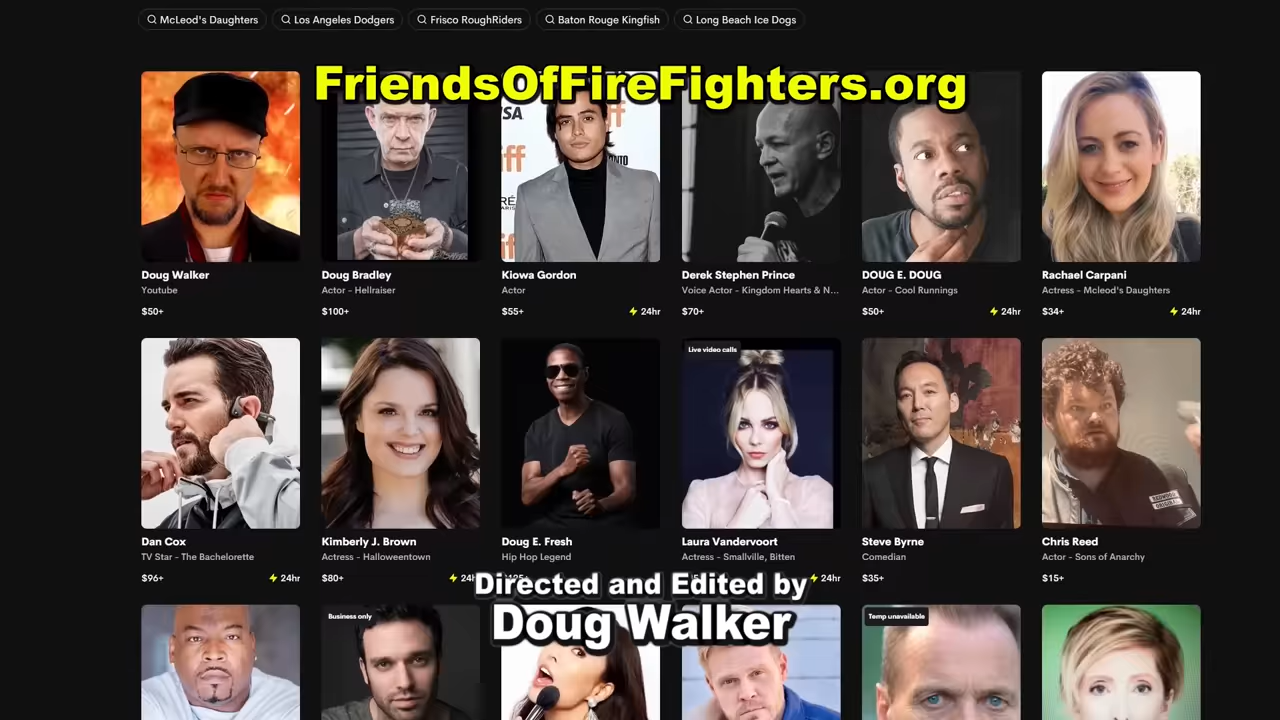 McLeod's Daughters
Los Angeles Dodgers
Frisco RoughRiders
Baton Rouge Kingfish
Long Beach Ice Dogs
FriendsOfFireFighters.org
Doug Walker
Youtube
$50+
Doug Bradley
Actor - Hellraiser
$100+
Kiowa Gordon
Actor
$55+
24hr
Derek Stephen Prince
Voice Actor - Kingdom Hearts & N...
$70+
DOUG E. DOUG
Actor - Cool Runnings
$50+
24hr
Rachael Carpani
Actress - Mcleod's Daughters
$34+
24hr
Dan Cox
TV Star - The Bachelorette
$96+
24hr
Kimberly J. Brown
Actress - Halloweentown
$80+
Doug E. Fresh
Hip Hop Legend
Live video calls
Laura Vandervoort
Actress - Smallville, Bitten
24hr
Steve Byrne
Comedian
$35+
Chris Reed
Actor - Sons of Anarchy
$15+
Directed and Edited by
Doug Walker
Business only
Temp unavailable